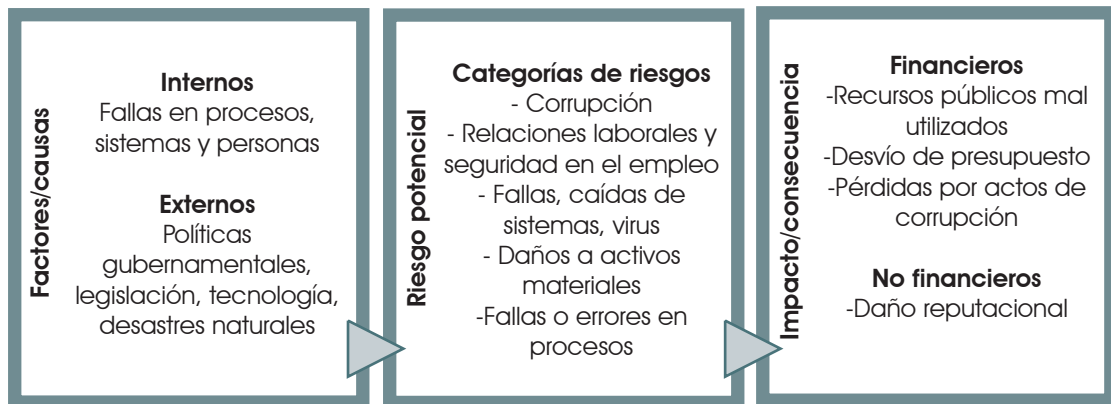 Factores/causas
Internos
Fallas en procesos,
sistemas y personas
Externos
Políticas
gubernamentales,
legislación, tecnología,
desastres naturales
Riesgo potencial
Categorías de riesgos
- Corrupción
- Relaciones laborales y
seguridad en el empleo
- Fallas, caídas de
sistemas, virus
- Daños a activos
materiales
-Fallas o errores en
procesos
Impacto/consecuencia
Financieros
-Recursos públicos mal
utilizados
-Desvío de presupuesto
-Pérdidas por actos de
corrupción
No financieros
-Daño reputacional